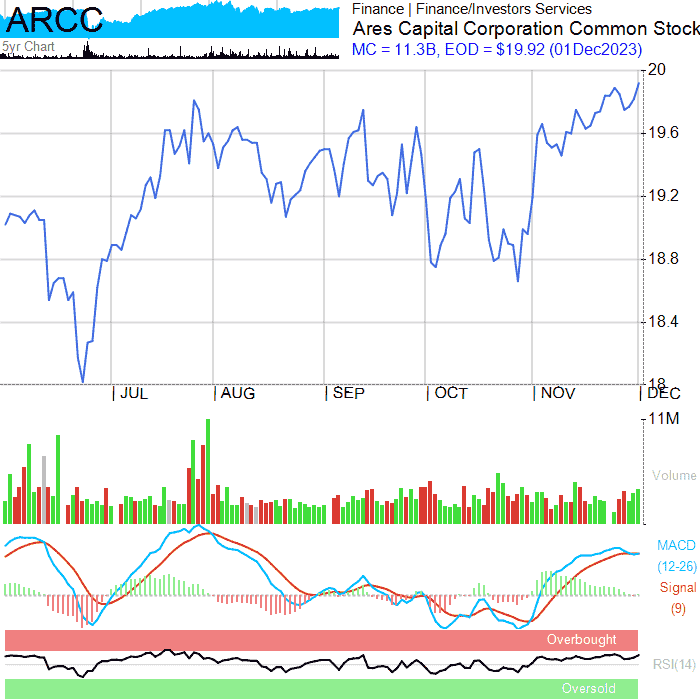 ARCC
5yr Chart
Finance | Finance/Investors Services
Ares Capital Corporation Common Stock
MC = 11.3B, EOD = $19.92 (01Dec2023)
20
19.6
19.2
18.8
18.4
18
JUL
AUG
SEP
OCT
NOV
DEC
11M
Volume
MACD
(12-26)
Signal
(9)
Overbought
RSI(14)
Oversold